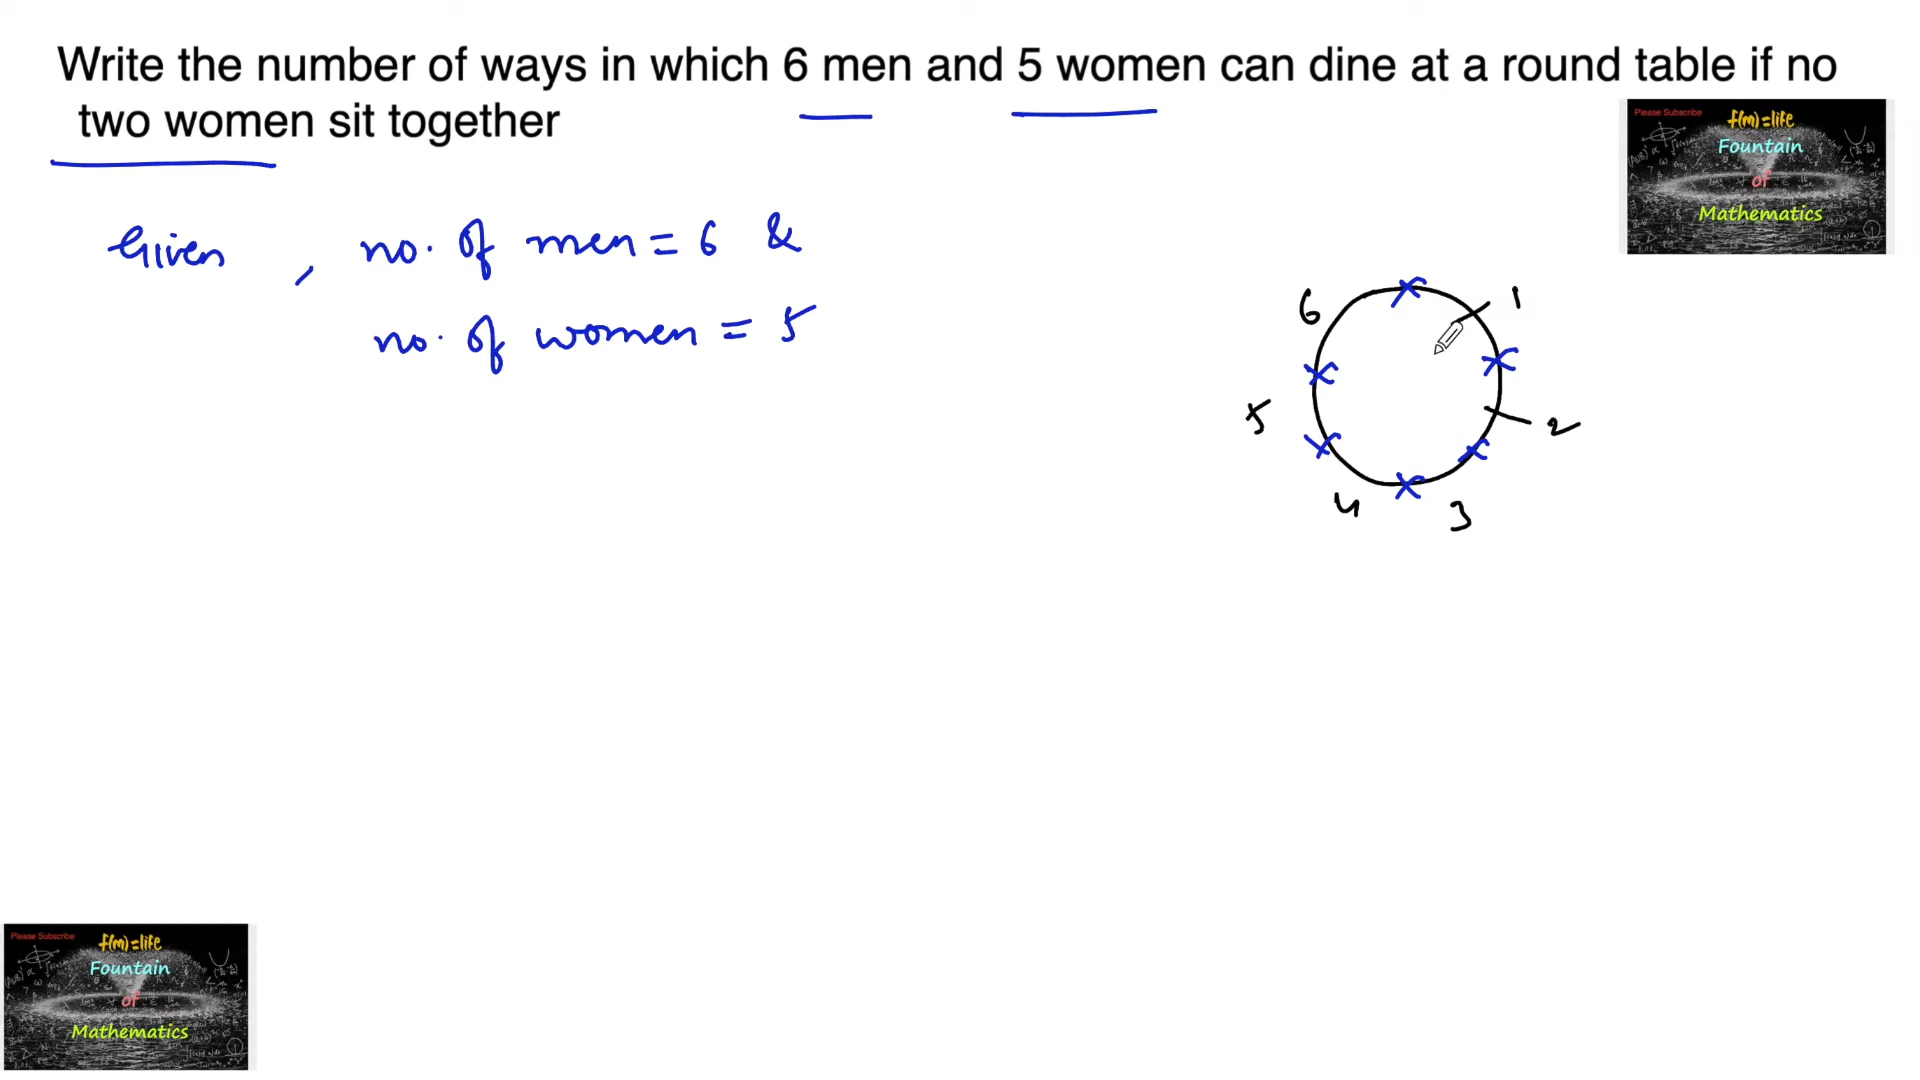 Write the number of ways in which 6 men and 5 women can dine at a round table if no
two women sit together
Please Subscribe
f(m)=life
Fountain
of
Mathematics
Given , no. of men = 6 &
no. of women = 5
6
1
5
2
4
3
Please Subscribe
f(m)=life
Fountain
of
Mathematics